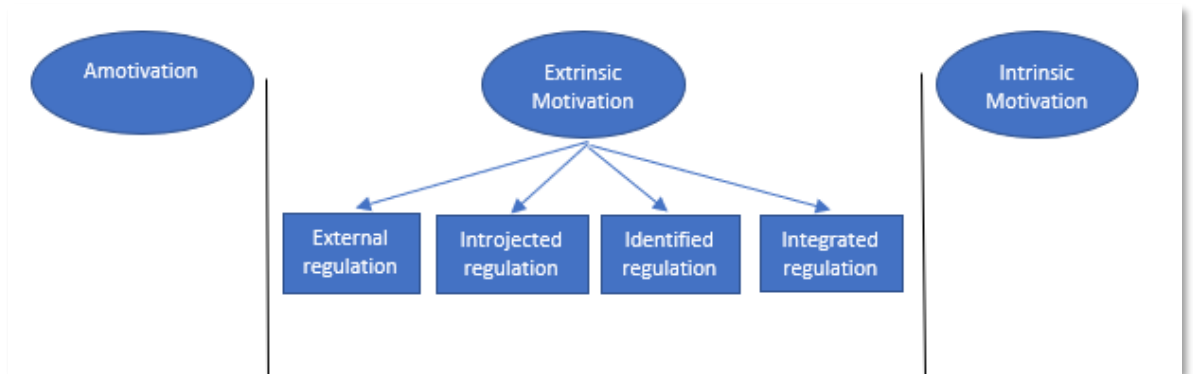 Amotivation
Extrinsic
Motivation
Intrinsic
Motivation
External
regulation
Introjected
regulation
Identified
regulation
Integrated
regulation